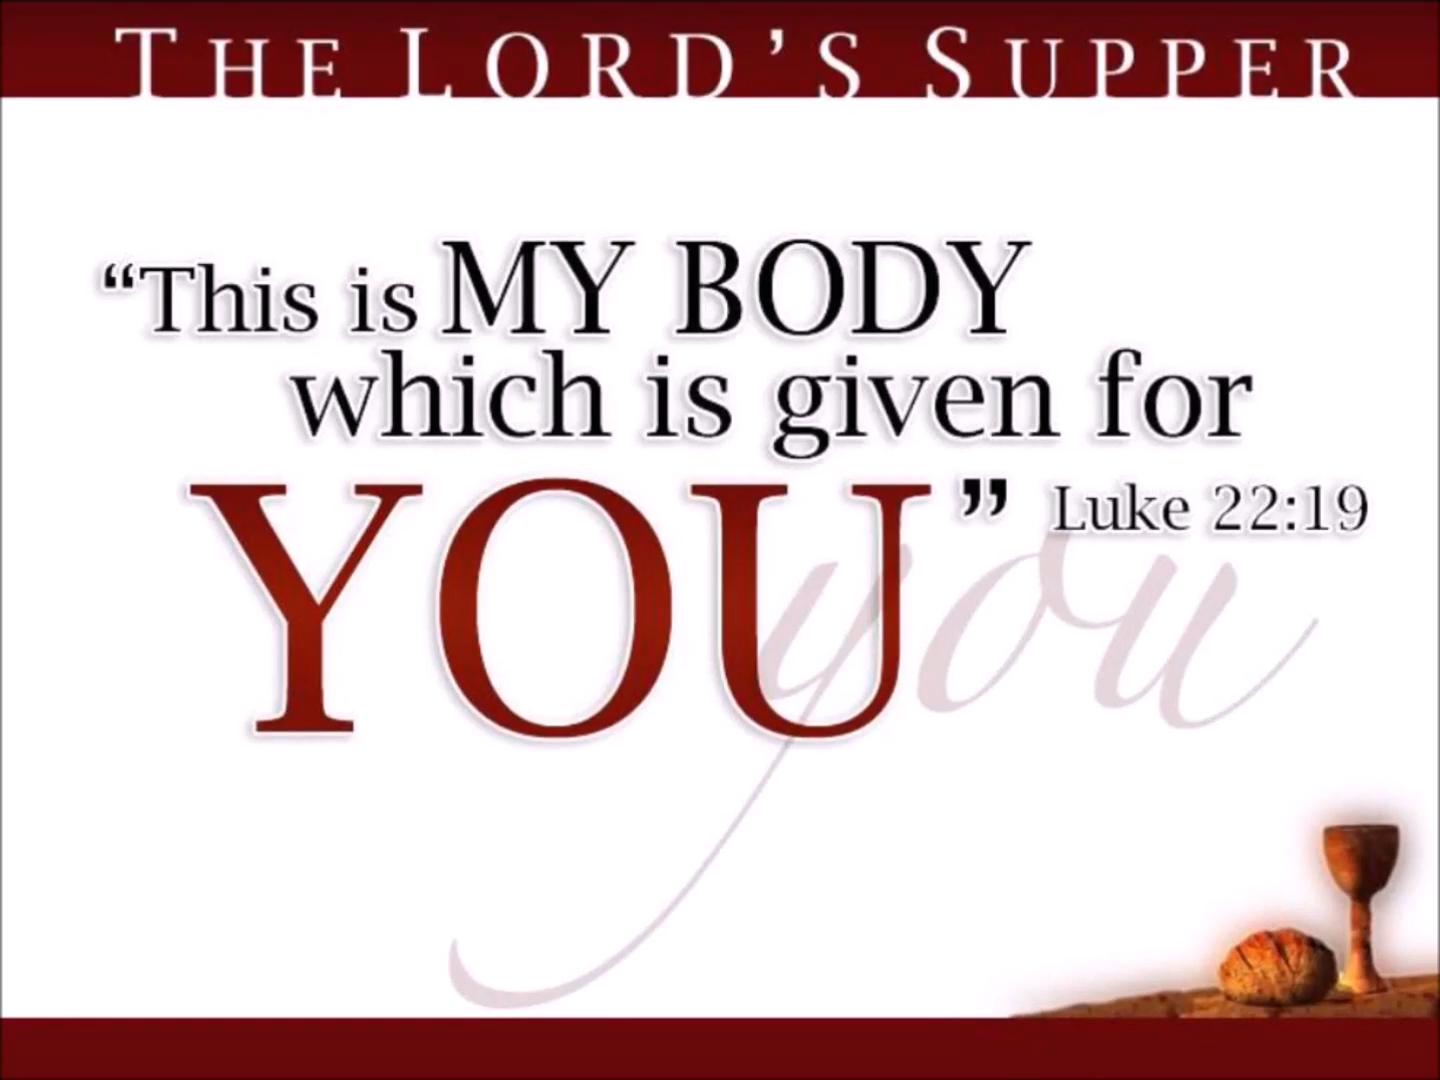 THE LORD'S SUPPER
“This is MY BODY
which is given for
YOU” Luke 22:19
you